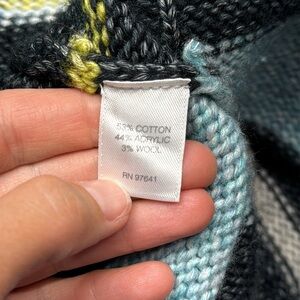 53% COTTON
44% ACRYLIC
3% WOOL
RN 97641